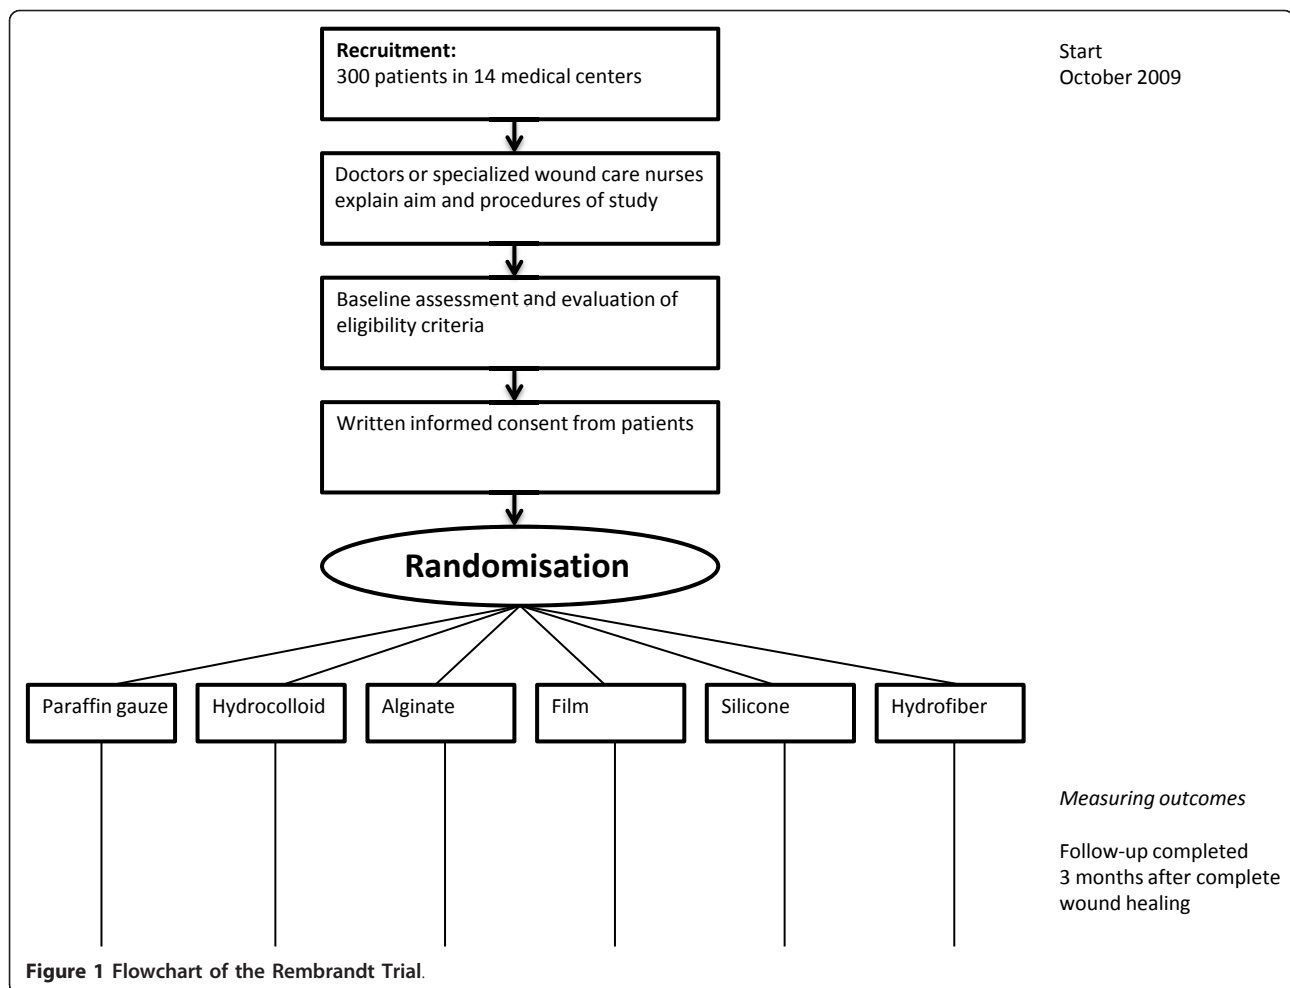 Recruitment:
300 patients in 14 medical centers
Start
October 2009
Doctors or specialized wound care nurses
explain aim and procedures of study
Baseline assessment and evaluation of
eligibility criteria
Written informed consent from patients
Randomisation
Paraffin gauze
Hydrocolloid
Alginate
Film
Silicone
Hydrofiber
Measuring outcomes
Follow-up completed
3 months after complete
wound healing
Figure 1 Flowchart of the Rembrandt Trial.